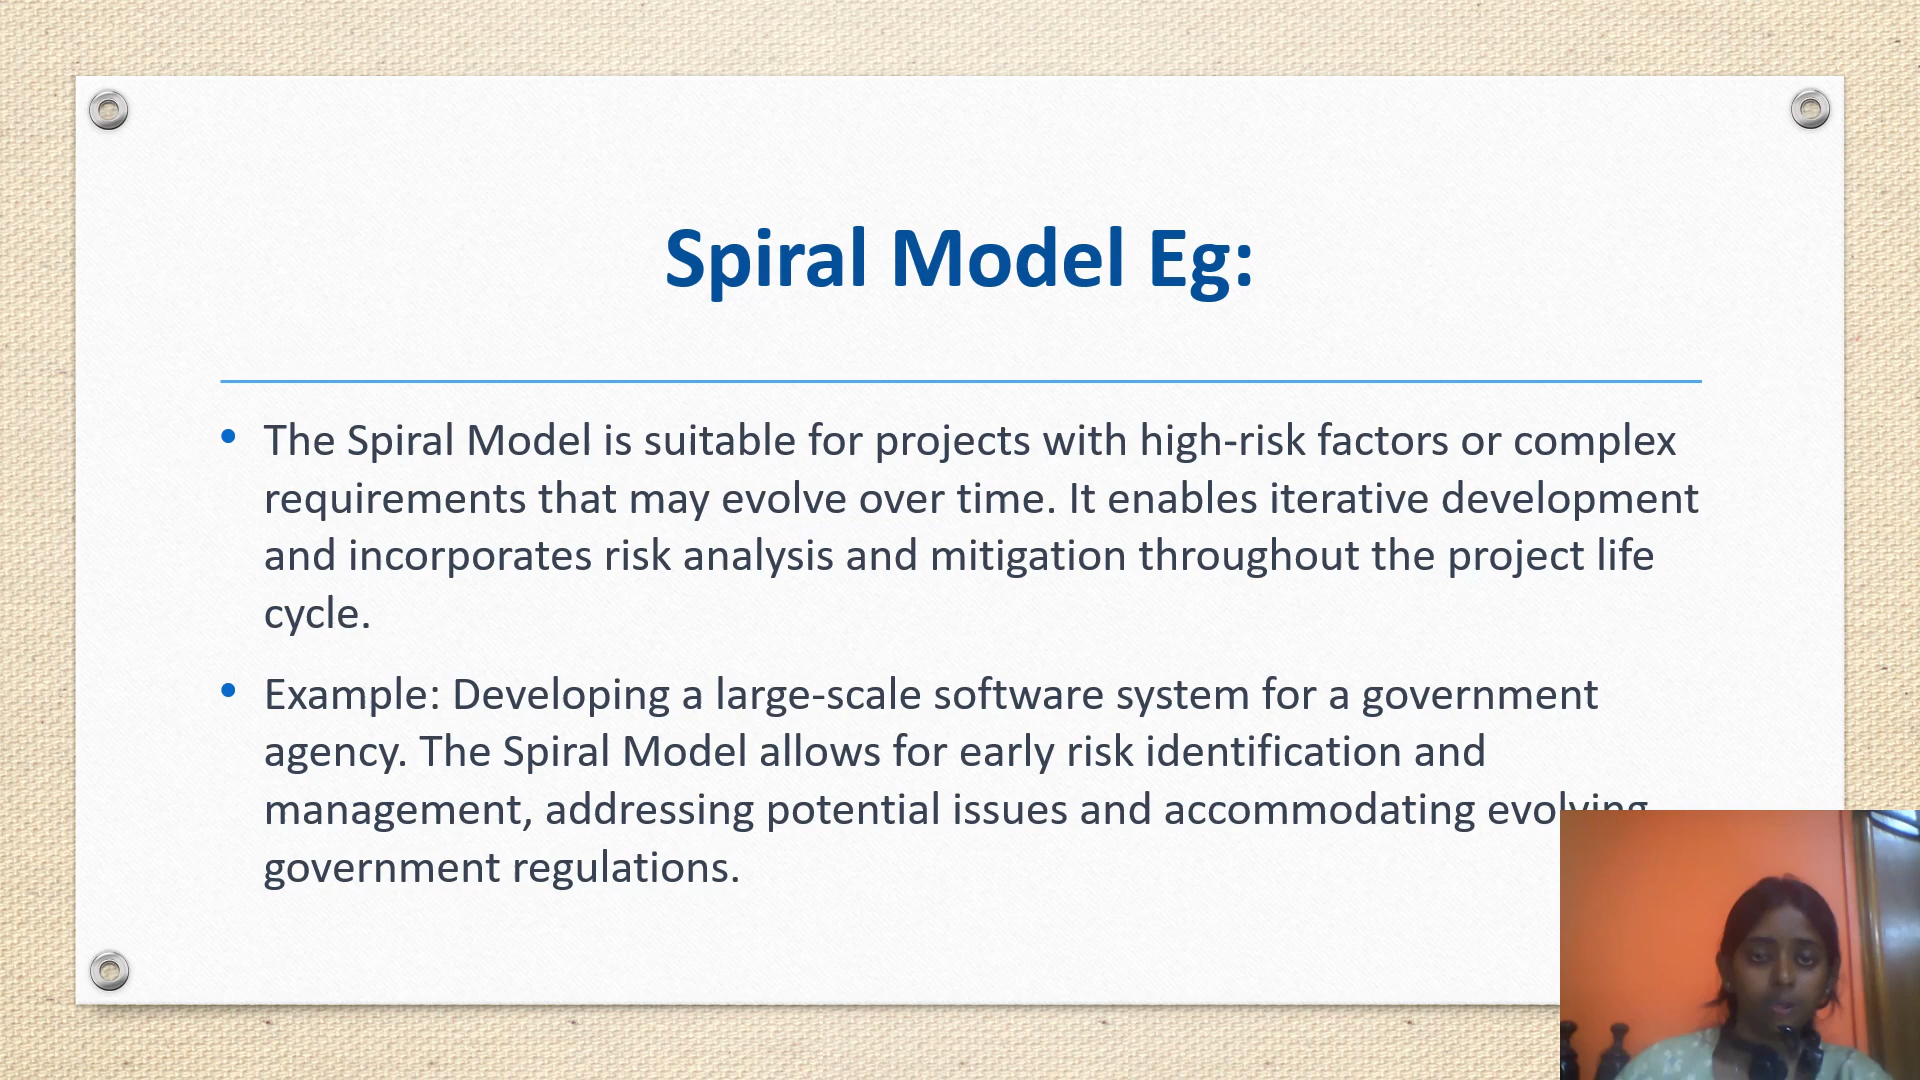 Spiral Model Eg:
• The Spiral Model is suitable for projects with high-risk factors or complex
requirements that may evolve over time. It enables iterative development
and incorporates risk analysis and mitigation throughout the project life
cycle.
• Example: Developing a large-scale software system for a government
agency. The Spiral Model allows for early risk identification and
management, addressing potential issues and accommodating evolving
government regulations.